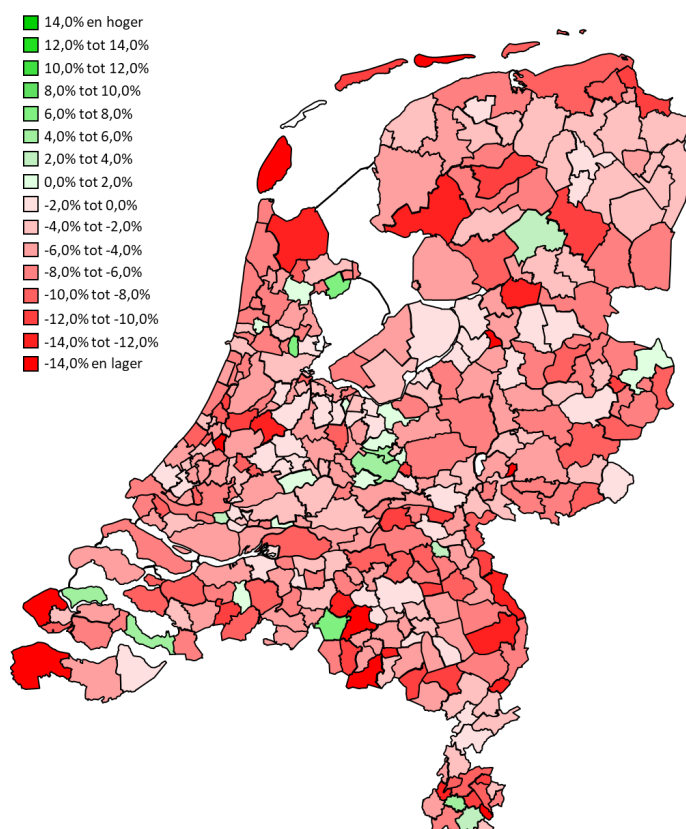 14,0% en hoger
12,0% tot 14,0%
10,0% tot 12,0%
8,0% tot 10,0%
6,0% tot 8,0%
4,0% tot 6,0%
2,0% tot 4,0%
0,0% tot 2,0%
-2,0% tot 0,0%
-4,0% tot -2,0%
-6,0% tot -4,0%
-8,0% tot -6,0%
-10,0% tot -8,0%
-12,0% tot -10,0%
-14,0% tot -12,0%
-14,0% en lager